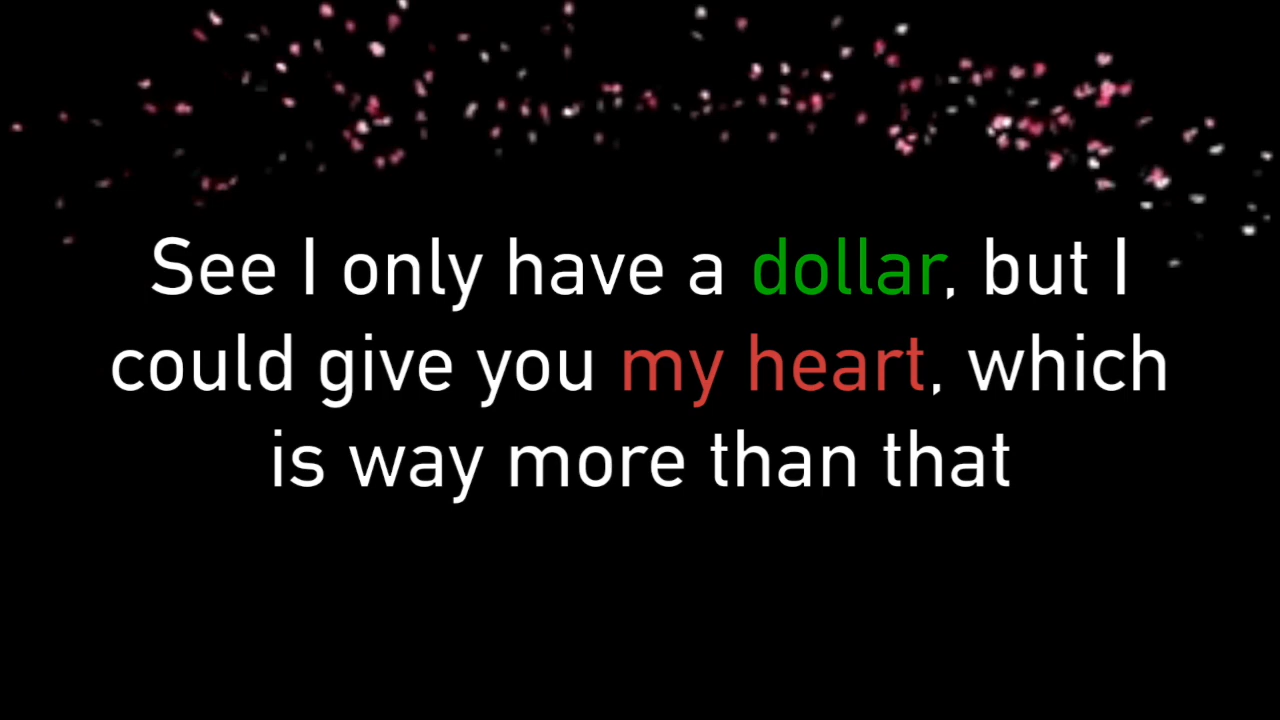 See I only have a dollar, but I
could give you my heart, which
is way more than that